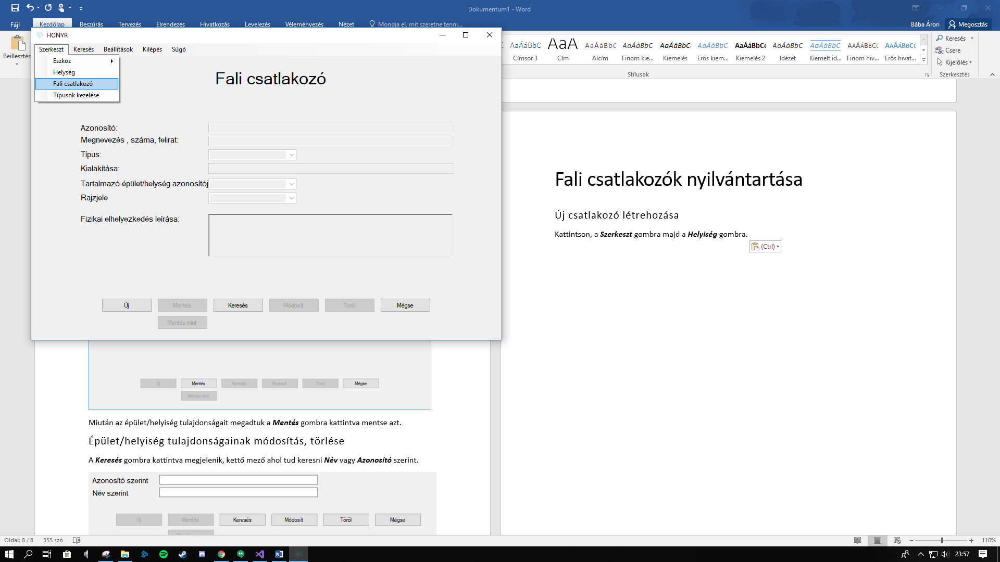 Dokumentum1 - Word
Fájl
Kezdőlap
Beszúrás
Tervezés
Elrendezés
Hivatkozás
Levelezés
Véleményezés
Nézet
Mondja el, mit szeretne tenni...
Bába Áron
Megosztás
Beillesztés
AaÁáBbC
AaA
AaÁáBbC
AaÁáBbC
AaÁáBbC
AaÁáBbC
AaÁáBbCc
AaÁáBbC
AaÁáBbC
AaÁáBbCc
AaÁáBbCc
Címsor 3
Cím
Alcím
Finom kie...
Kiemelés
Erős kiem...
Kiemelés 2
Idézet
Kiemelt id...
Finom hiv...
Erős hivat...
Stílusok
Keresés
Csere
Kijelölés
Szerkesztés
HONYR
Szerkeszt
Keresés
Beállítások
Kilépés
Súgó
Eszköz
Helység
Fali csatlakozó
Típusok kezelése
Fali csatlakozó
Azonosító:
Megnevezés , száma, felirat:
Típus:
Kialakítása:
Tartalmazó épület/helység azonosítój
Rajzjele
Fizikai elhelyezkedés leírása:
Új
Mentés
Keresés
Módosít
Töröl
Mégse
Mentés mint
Új
Mentés
Keresés
Módosít
Töröl
Mégse
Mentés mint
Miután az épület/helyiség tulajdonságait megadtuk a Mentés gombra kattintva mentse azt.
Épület/helyiség tulajdonságainak módosítás, törlése
A Keresés gombra kattintva megjelenik, kettő mező ahol tud keresni Név vagy Azonosító szerint.
Azonosító szerint
Név szerint
Új
Mentés
Keresés
Módosít
Töröl
Mégse
Fali csatlakozók nyilvántartása
Új csatlakozó létrehozása
Kattintson, a Szerkeszt gombra majd a Helyiség gombra.
(Ctrl)
Oldal: 8 / 8
355 szó
110%
23:57